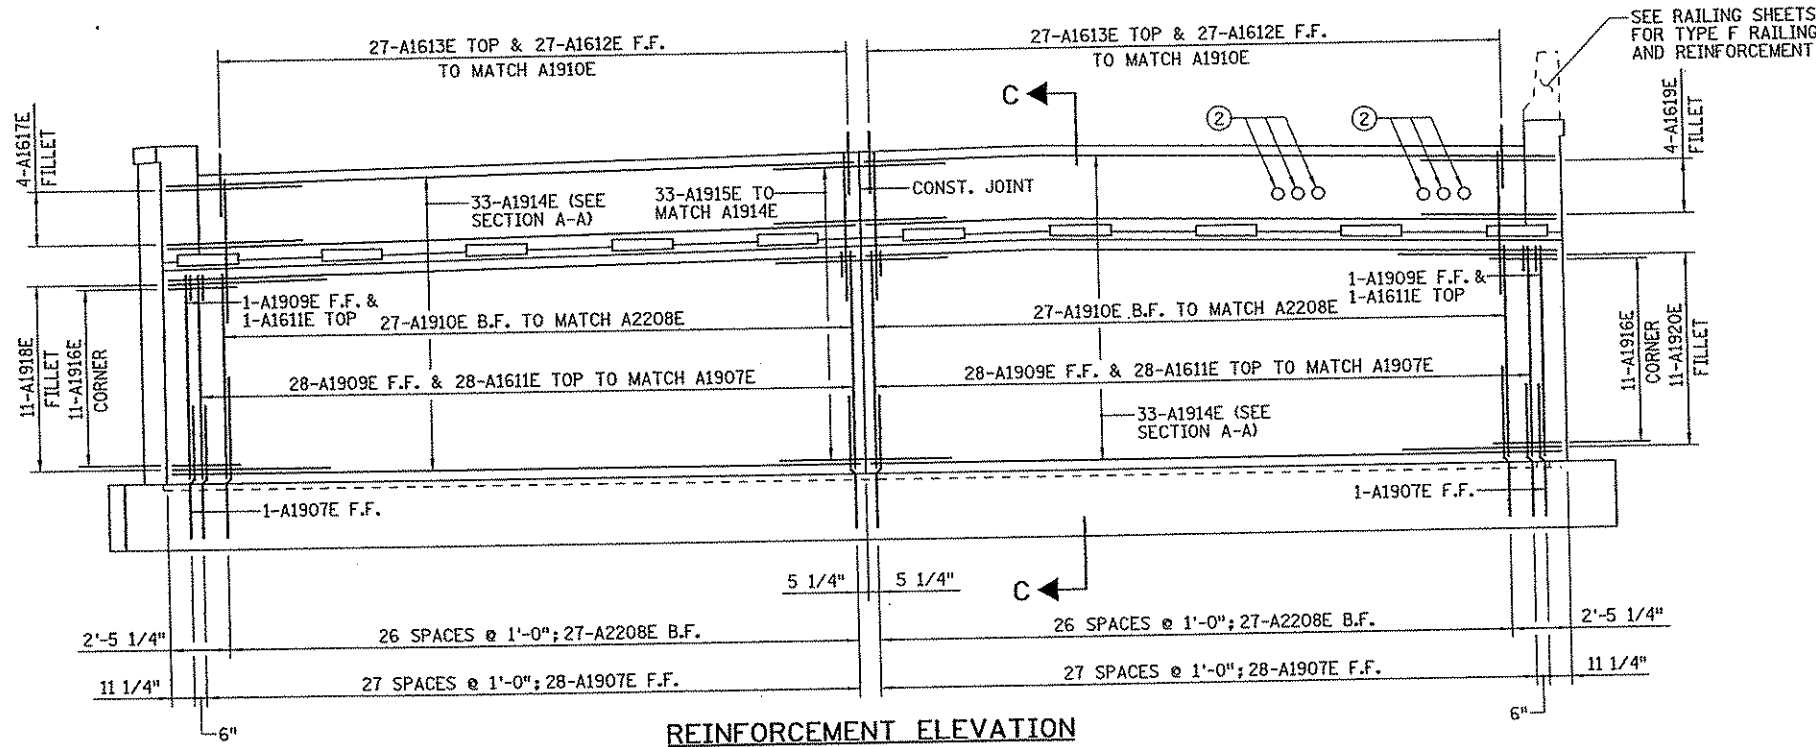 27-A1613E TOP & 27-A1612E F.F.
TO MATCH A1910E
27-A1613E TOP & 27-A1612E F.F.
TO MATCH A1910E
SEE RAILING SHEETS
FOR TYPE F RAILING
AND REINFORCEMENT
C
2
2
4-A1617E
FILLET
4-A1619E
FILLET
33-A1914E (SEE
SECTION A-A)
33-A1915E TO
MATCH A1914E
CONST. JOINT
1-A1909E F.F. &
1-A1611E TOP
1-A1909E F.F. &
1-A1611E TOP
27-A1910E B.F. TO MATCH A2208E
27-A1910E B.F. TO MATCH A2208E
11-A1918E
FILLET
11-A1916E
CORNER
11-A1916E
CORNER
11-A1920E
FILLET
28-A1909E F.F. & 28-A1611E TOP TO MATCH A1907E
28-A1909E F.F. & 28-A1611E TOP TO MATCH A1907E
33-A1914E (SEE
SECTION A-A)
1-A1907E F.F.
1-A1907E F.F.
5 1/4"
5 1/4"
C
2'-5 1/4"
26 SPACES @ 1'-0"; 27-A2208E B.F.
26 SPACES @ 1'-0"; 27-A2208E B.F.
2'-5 1/4"
11 1/4"
27 SPACES @ 1'-0"; 28-A1907E F.F.
27 SPACES @ 1'-0"; 28-A1907E F.F.
11 1/4"
6"
6"
REINFORCEMENT ELEVATION